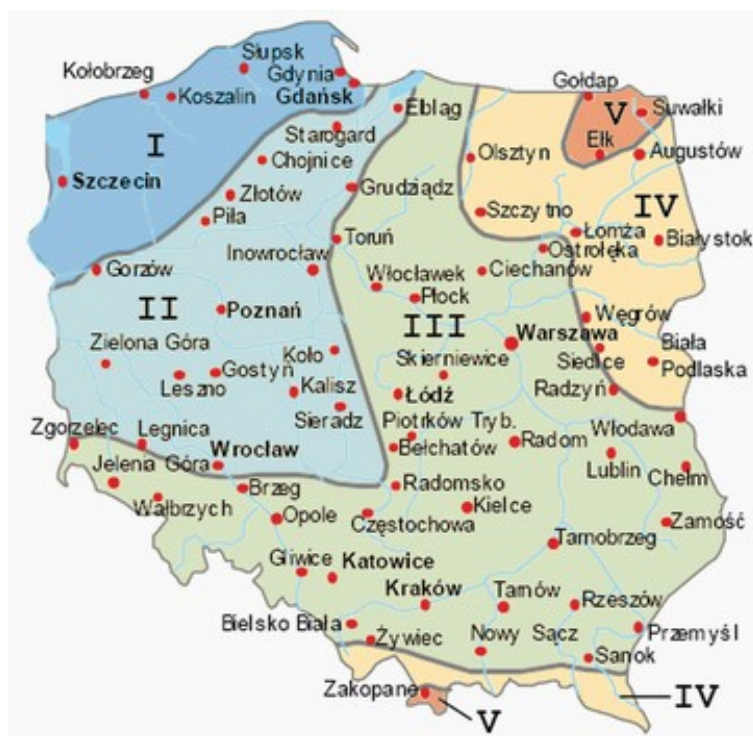 Słupsk
Kołobrzeg
Gdynia
Koszalin
Gdańsk
Gołdap
V
Suwałki
Elbląg
Starogard
I
Ełk
Augustów
Chojnice
Olsztyn
Szczecin
Grudziądz
Złotów
Szczytno
IV
Piła
Łomża
Białystok
Toruń
Ostrołęka
Inowrocław
Gorzów
Ciechanów
Włocławek
Płock
II
Poznań
III
Węgrów
Warszawa
Zielona Góra
Koło
Skierniewice
Siedlce
Biała
Podlaska
Gostyń
Leszno
Kalisz
Łódź
Radzyń
Sieradz
Zgorzelec
Legnica
Piotrków Tryb.
Włodawa
Wrocław
Bełchatów
Radom
Lublin
Jelenia Góra
Chełm
Brzeg
Radomsko
Wałbrzych
Kielce
Opole
Częstochowa
Zamość
Tarnobrzeg
Gliwice
Katowice
Kraków
Tarnów
Rzeszów
Bielsko Biała
Przemyśl
Żywiec
Nowy Sącz
Sanok
Zakopane
IV
V